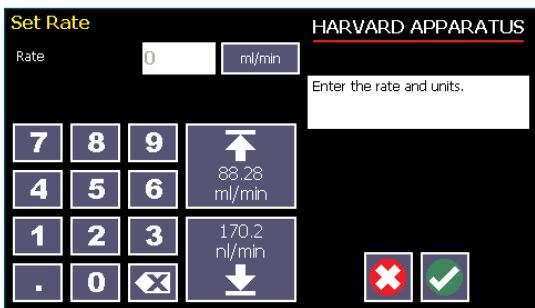 Set Rate
HARVARD APPARATUS
Rate
0
ml/min
Enter the rate and units.
7 8 9
88.28
ml/min
4 5 6
1 2 3
170.2
nl/min
. 0